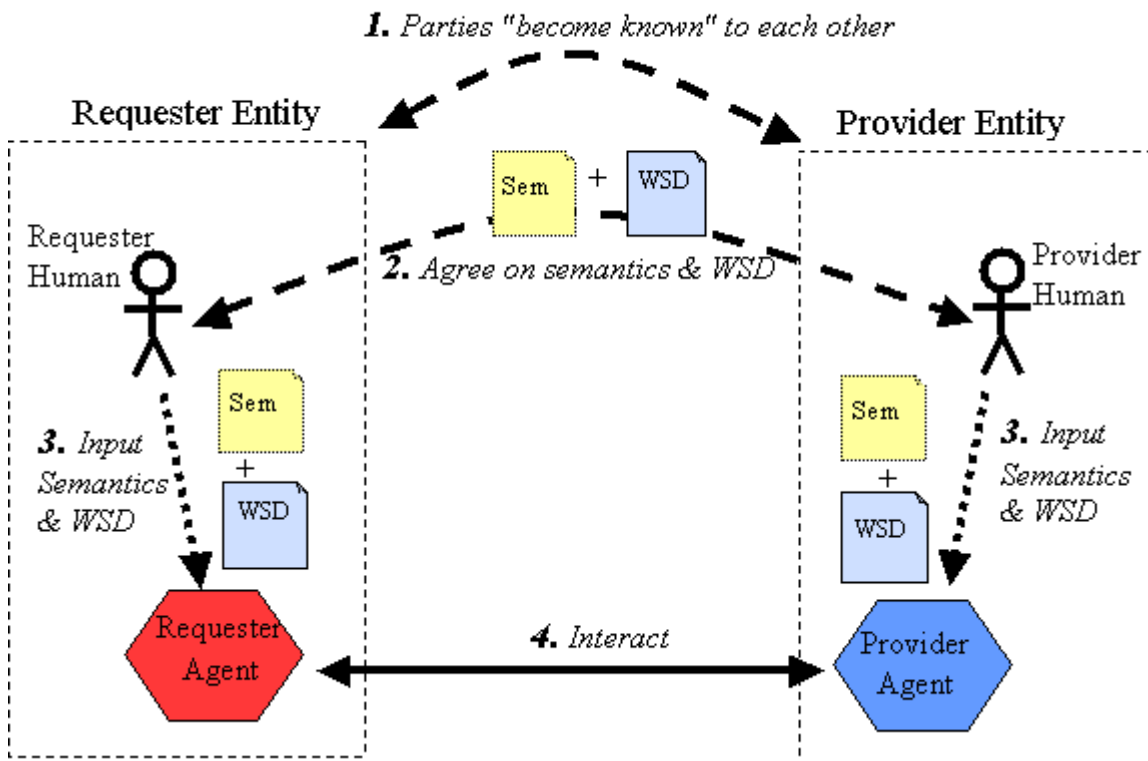 1. Parties "become known" to each other
Requester Entity
Provider Entity
Sem
+
WSD
Requester
Human
2. Agree on semantics & WSD
Provider
Human
Sem
+
WSD
3. Input
Semantics
& WSD
Sem
+
WSD
3. Input
Semantics
& WSD
Requester
Agent
4. Interact
Provider
Agent